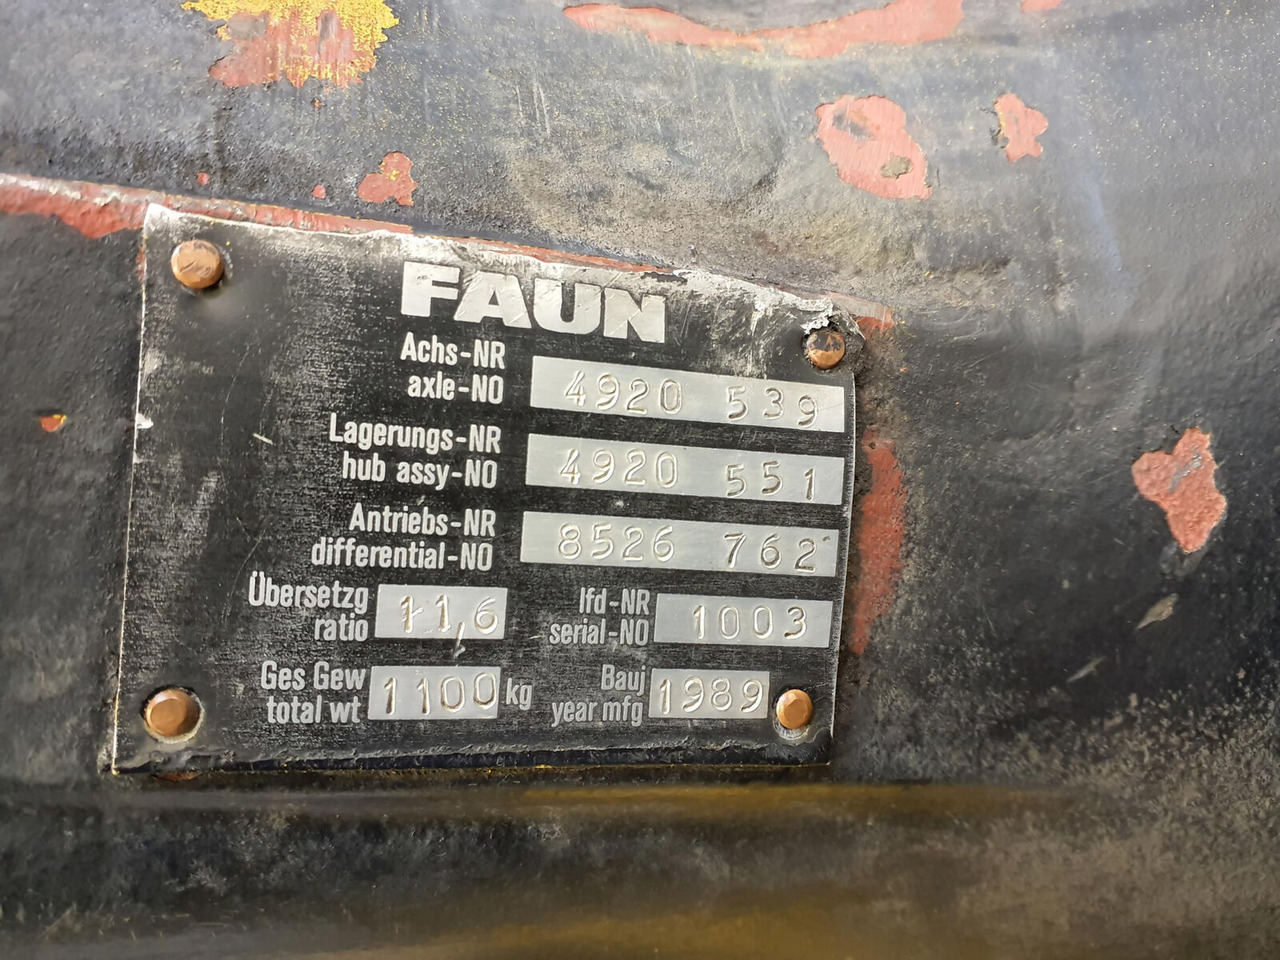 FAUN
Achs-NR
axle-NO 4920 539
Lagerungs-NR
hub assy-NO 4920 551
Antriebs-NR
differential-NO 8526 762
Übersetzg
ratio 11,6
lfd-NR
serial-NO 1003
Ges Gew
total wt 1100 kg
Bauj
year mfg 1989